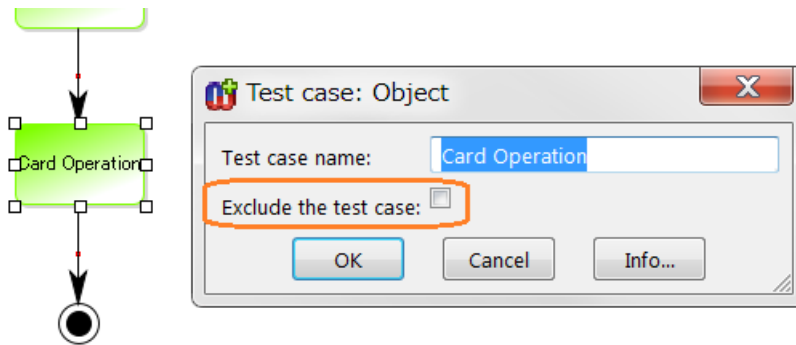 Card Operation
Test case: Object
Test case name: Card Operation
Exclude the test case:
OK Cancel Info...